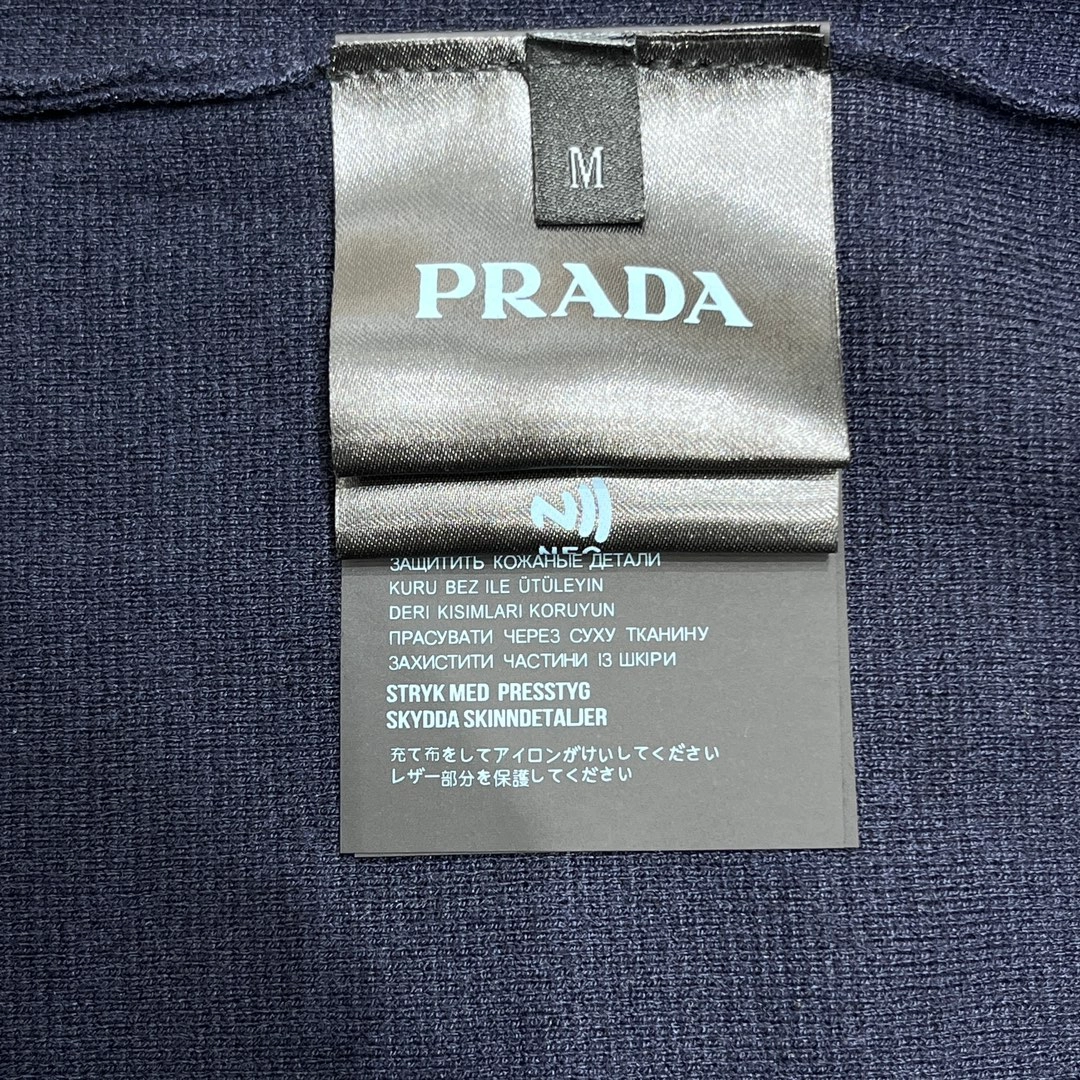 M
PRADA
NFC
ЗАЩИТИТЬ КОЖАНЫЕ ДЕТАЛИ
KURU BEZ ILE ÜTÜLEYIN
DERI KISIMLARI KORUYUN
ПРАСУВАТИ ЧЕРЕЗ СУХУ ТКАНИНУ
ЗАХИСТИТИ ЧАСТИНИ ІЗ ШКІРИ
STRYK MED PRESSTYG
SKYDDA SKINNDETALJER
充て布をしてアイロンがけいしてください
レザー部分を保護してください